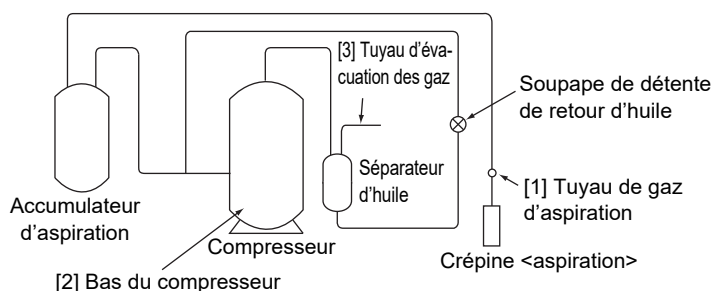 [3] Tuyau d'éva-
cuation des gaz
Soupape de détente
de retour d'huile
Séparateur
d'huile
[1] Tuyau de gaz
d'aspiration
Accumulateur
d'aspiration
Compresseur
Crépine <aspiration>
[2] Bas du compresseur